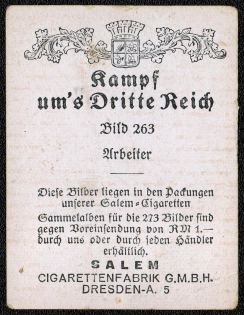 Kampf
um's Dritte Reich
Bild 263
Arbeiter
Diese Bilder liegen in den Packungen
unserer Salem-Cigaretten
Sammelalben für die 273 Bilder sind
gegen Voreinsendung von RM 1.—
durch uns oder durch jeden Händler
erhältlich.
SALEM
CIGARETTENFABRIK G.M.B.H.
DRESDEN-A. 5